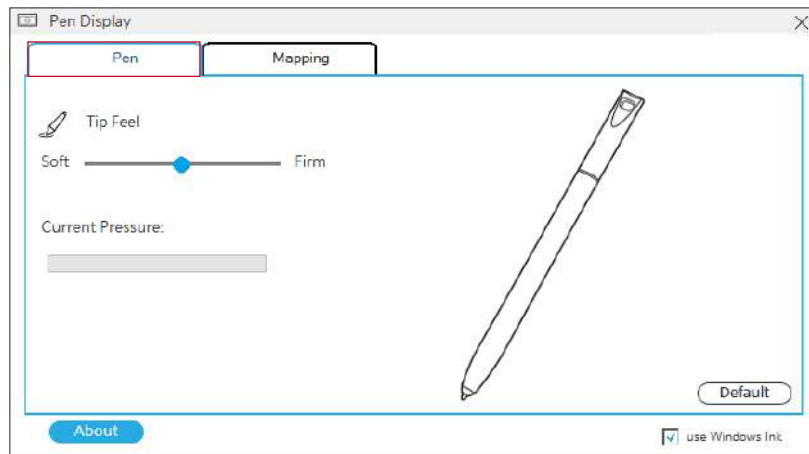 Pen Display
Pen
Mapping
Tip Feel
Soft
Firm
Current Pressure:
Default
About
use Windows Ink